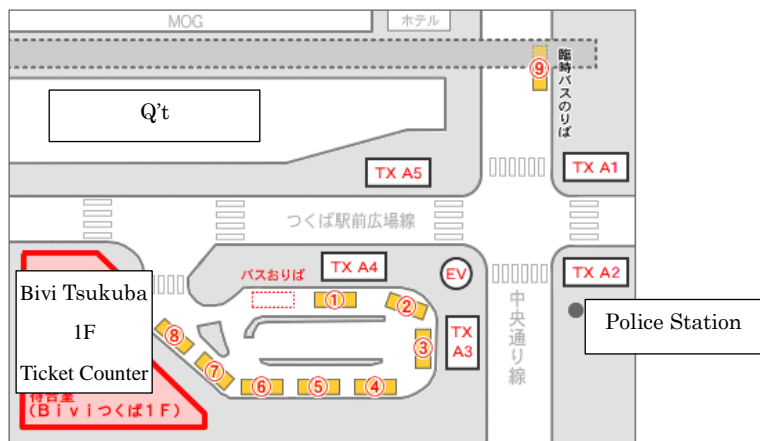 MOG
ホテル
⑨
臨時バスのりば
Q't
TX A5
TX A1
つくば駅前広場線
バスおりば
TX A4
EV
TX A2
Bivi Tsukuba
1F
Ticket Counter
①
②
③
TX
A3
中央通り線
Police Station
⑧
⑦
⑥
⑤
④
待合室
(Biviつくば1F)